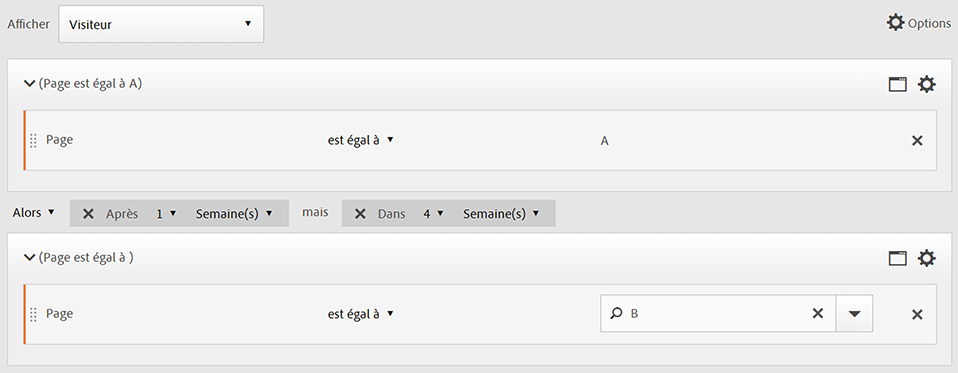 Afficher Visiteur Options
(Page est égal à A)
Page est égal à A
Alors Après 1 Semaine(s) mais Dans 4 Semaine(s)
(Page est égal à )
Page est égal à B